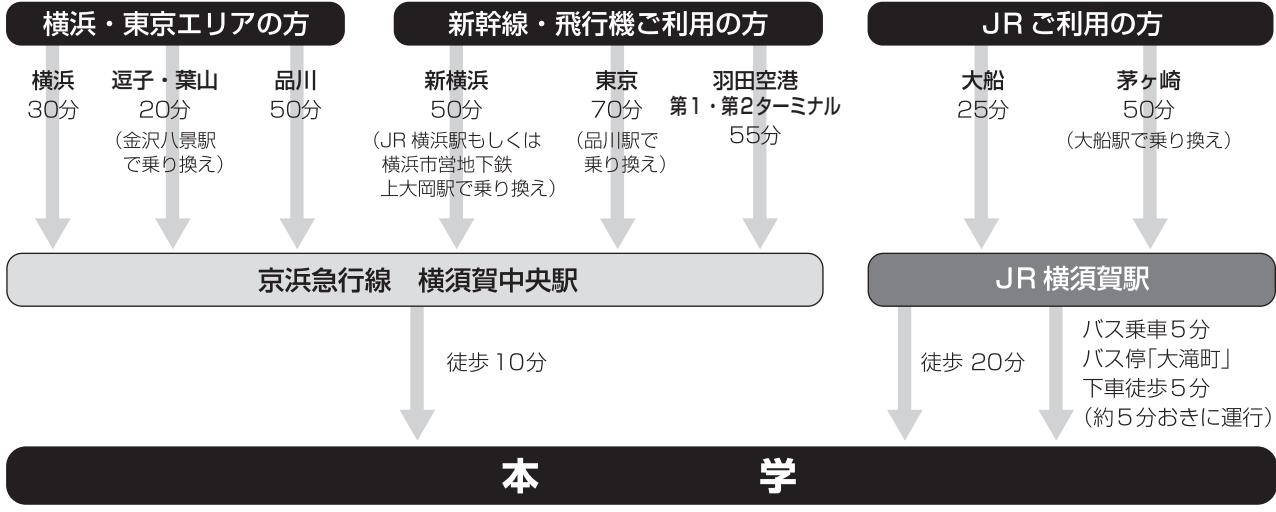 横浜・東京エリアの方
新幹線・飛行機ご利用の方
JRご利用の方
横浜
30分
逗子・葉山
20分
(金沢八景駅
で乗り換え)
品川
50分
新横浜
50分
(JR横浜駅もしくは
横浜市営地下鉄
上大岡駅で乗り換え)
東京
70分
(品川駅で
乗り換え)
羽田空港
第1・第2ターミナル
55分
大船
25分
茅ヶ崎
50分
(大船駅で乗り換え)
京浜急行線 横須賀中央駅
JR横須賀駅
徒歩10分
徒歩 20分
バス乗車5分
バス停「大滝町」
下車徒歩5分
(約5分おきに運行)
本 学